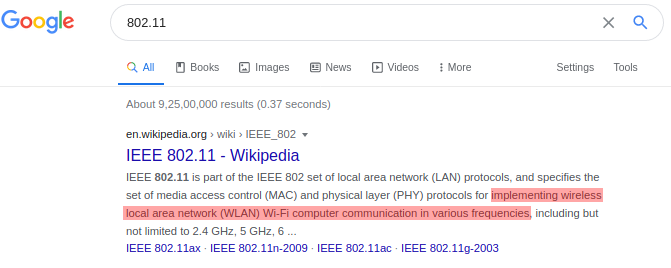 Google
802.11
All Books Images News Videos More Settings Tools
About 9,25,00,000 results (0.37 seconds)
en.wikipedia.org › wiki › IEEE_802
IEEE 802.11 - Wikipedia
IEEE 802.11 is part of the IEEE 802 set of local area network (LAN) protocols, and specifies the
set of media access control (MAC) and physical layer (PHY) protocols for implementing wireless
local area network (WLAN) Wi-Fi computer communication in various frequencies, including but
not limited to 2.4 GHz, 5 GHz, 6 ...
IEEE 802.11ax · IEEE 802.11n-2009 · IEEE 802.11ac · IEEE 802.11g-2003